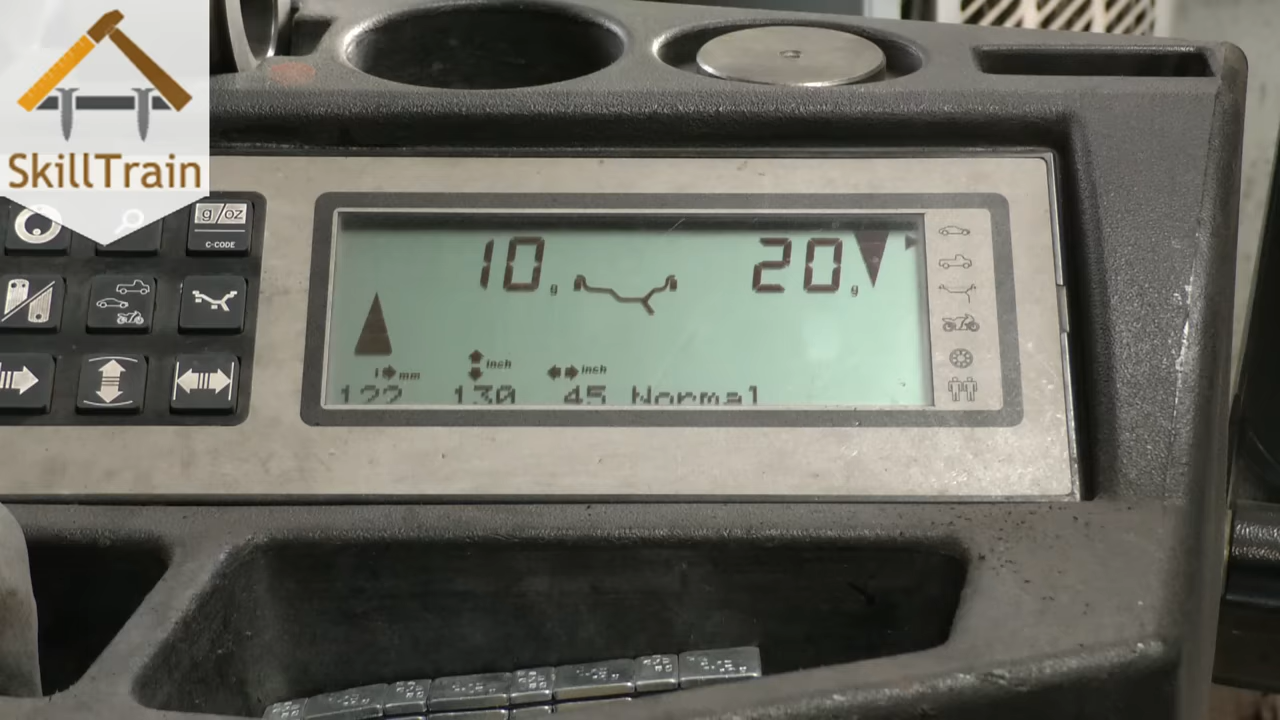 SkillTrain
g/oz
C-CODE
10 g
20 g
i mm
inch
inch
122 130 45 Normal